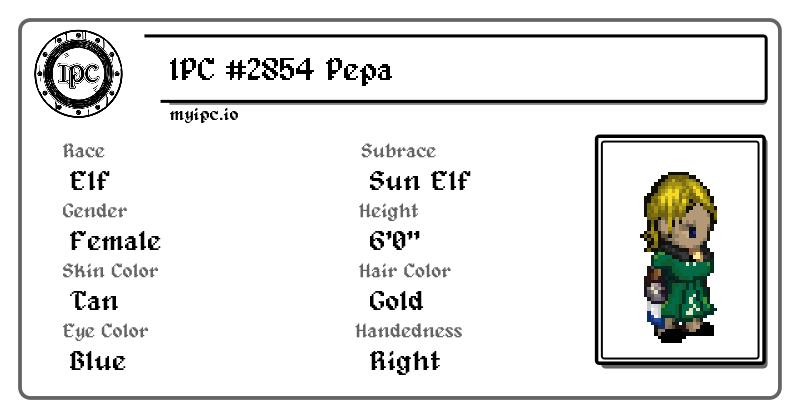 IPC
IPC #2854 Pepa
myipc.io
Race
Elf
Subrace
Sun Elf
Gender
Female
Height
6'0"
Skin Color
Tan
Hair Color
Gold
Eye Color
Blue
Handedness
Right